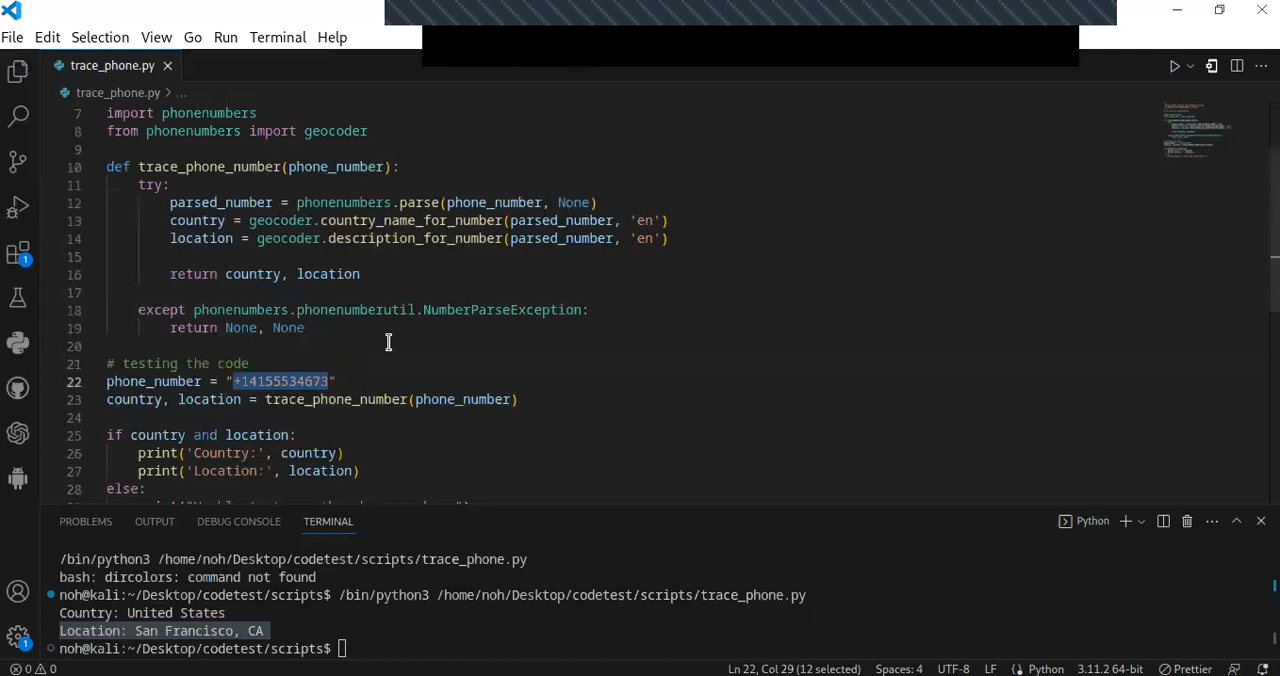 File Edit Selection View Go Run Terminal Help
trace_phone.py
trace_phone.py > ...
7 import phonenumbers
8 from phonenumbers import geocoder
9
10 def trace_phone_number(phone_number):
11 try:
12 parsed_number = phonenumbers.parse(phone_number, None)
13 country = geocoder.country_name_for_number(parsed_number, 'en')
14 location = geocoder.description_for_number(parsed_number, 'en')
15
16 return country, location
17
18 except phonenumbers.phonenumberutil.NumberParseException:
19 return None, None
20
21 # testing the code
22 phone_number = "+14155534673"
23 country, location = trace_phone_number(phone_number)
24
25 if country and location:
26 print('Country:', country)
27 print('Location:', location)
28 else:
PROBLEMS OUTPUT DEBUG CONSOLE TERMINAL Python
/bin/python3 /home/noh/Desktop/codetest/scripts/trace_phone.py
bash: dircolors: command not found
noh@kali:~/Desktop/codetest/scripts$ /bin/python3 /home/noh/Desktop/codetest/scripts/trace_phone.py
Country: United States
Location: San Francisco, CA
noh@kali:~/Desktop/codetest/scripts$
1
1
0 0 Ln 22, Col 29 (12 selected) Spaces: 4 UTF-8 LF Python 3.11.2 64-bit Prettier